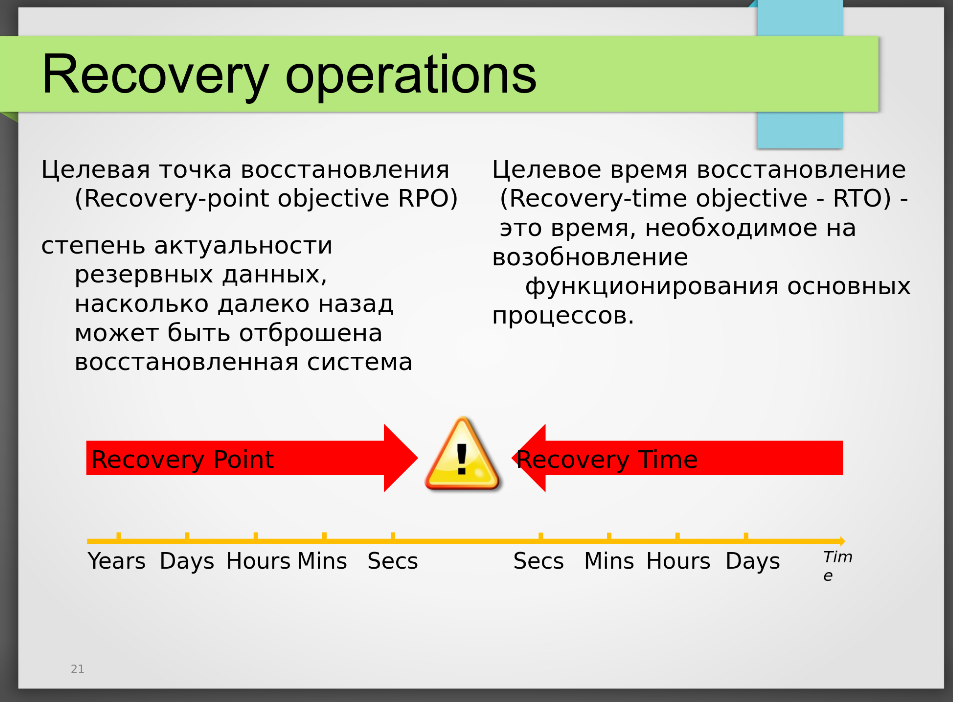 Recovery operations
Целевая точка восстановления
(Recovery-point objective RPO)
степень актуальности
резервных данных,
насколько далеко назад
может быть отброшена
восстановленная система
Целевое время восстановление
(Recovery-time objective - RTO) -
это время, необходимое на
возобновление
функционирования основных
процессов.
!
Recovery Point
Recovery Time
Years Days Hours Mins Secs
Secs Mins Hours Days
Tim
e
21